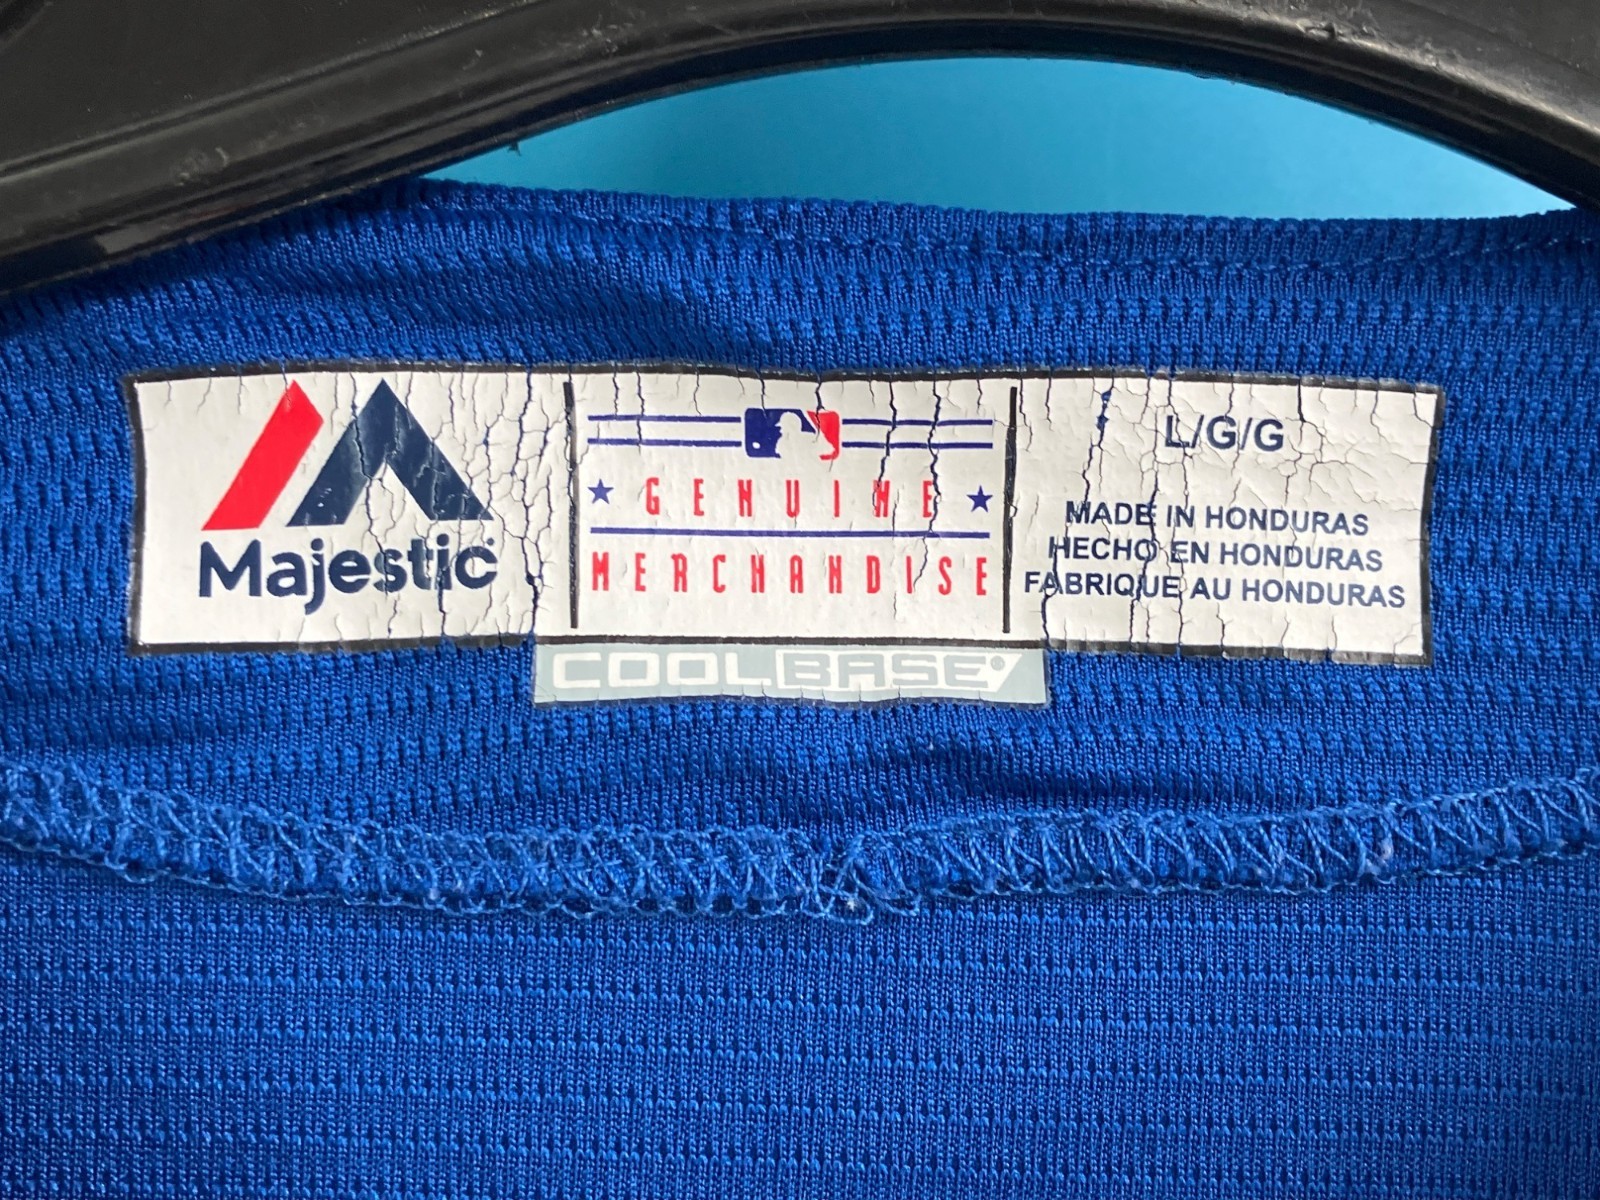 Majestic
GENUINE
MERCHANDISE
L/G/G
MADE IN HONDURAS
HECHO EN HONDURAS
FABRIQUE AU HONDURAS
COOLBASE